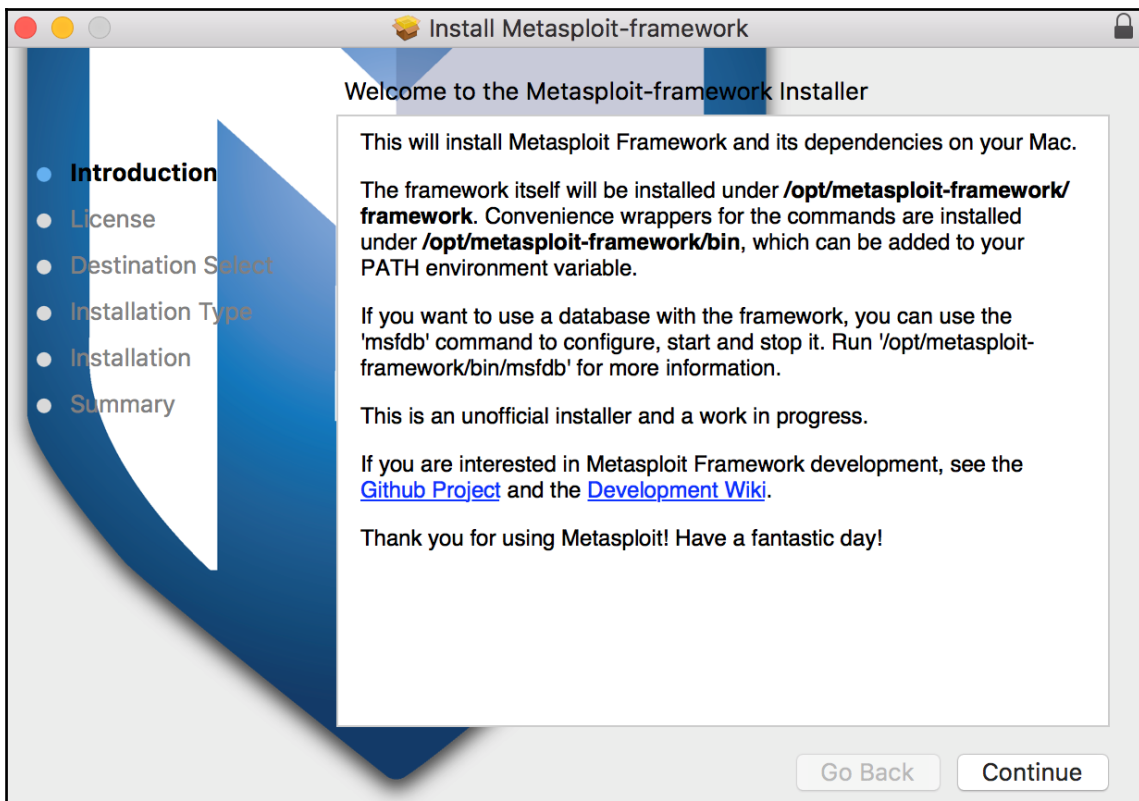 Install Metasploit-framework
Welcome to the Metasploit-framework Installer
Introduction
License
Destination Select
Installation Type
Installation
Summary
This will install Metasploit Framework and its dependencies on your Mac.
The framework itself will be installed under /opt/metasploit-framework/
framework. Convenience wrappers for the commands are installed
under /opt/metasploit-framework/bin, which can be added to your
PATH environment variable.
If you want to use a database with the framework, you can use the
'msfdb' command to configure, start and stop it. Run '/opt/metasploit-
framework/bin/msfdb' for more information.
This is an unofficial installer and a work in progress.
If you are interested in Metasploit Framework development, see the
Github Project and the Development Wiki.
Thank you for using Metasploit! Have a fantastic day!
Go Back
Continue